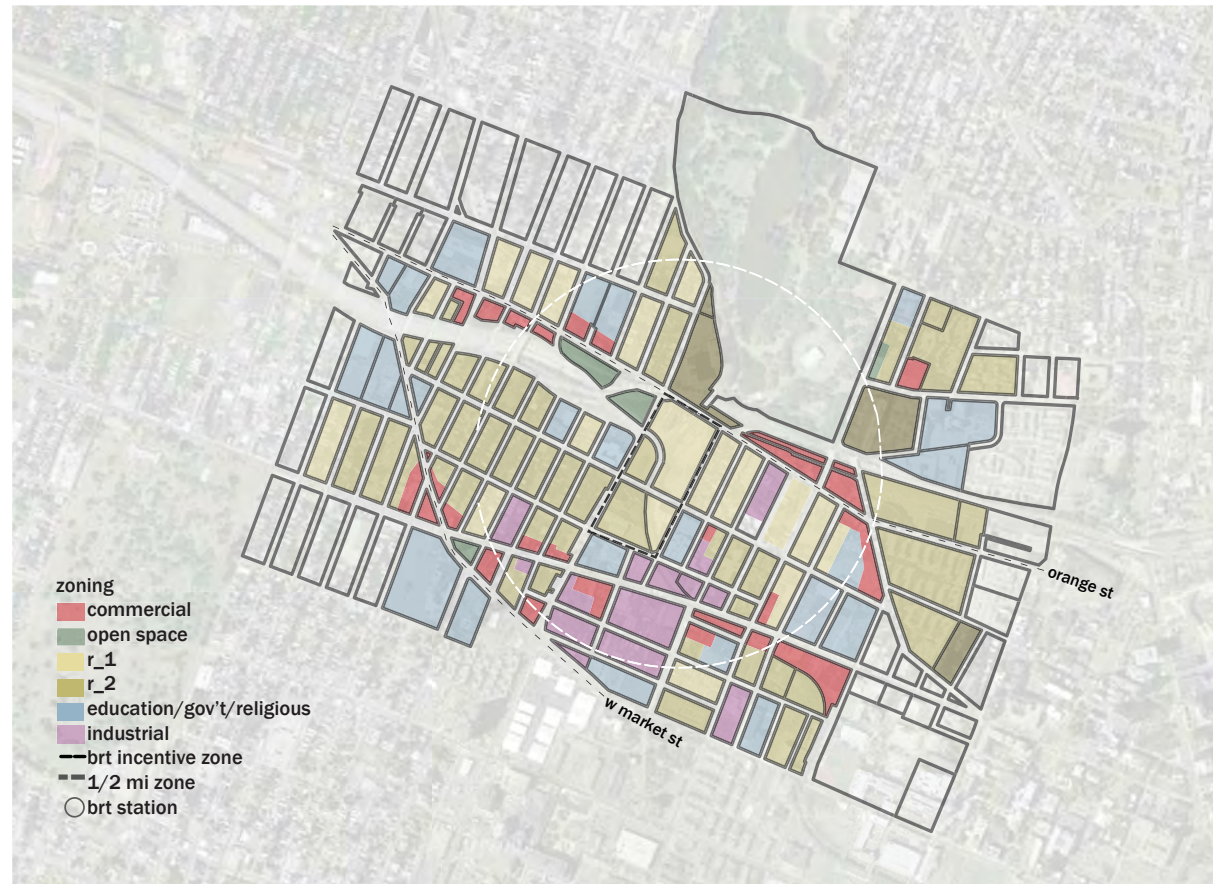 zoning
commercial
open space
r_1
r_2
education/gov't/religious
industrial
brt incentive zone
1/2 mi zone
brt station
orange st
w market st